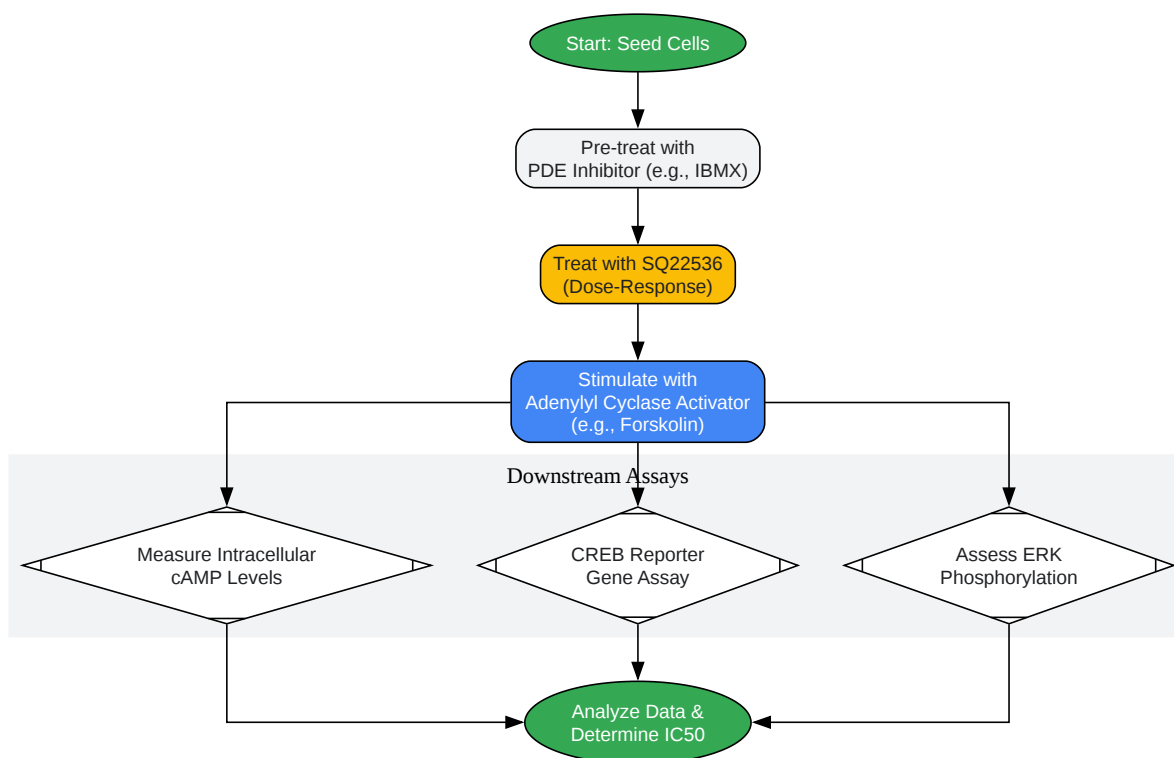 Start: Seed Cells
Pre-treat with
PDE Inhibitor (e.g., IBMX)
Treat with SQ22536
(Dose-Response)
Stimulate with
Adenylyl Cyclase Activator
(e.g., Forskolin)
Downstream Assays
Measure Intracellular
cAMP Levels
CREB Reporter
Gene Assay
Assess ERK
Phosphorylation
Analyze Data &
Determine IC50